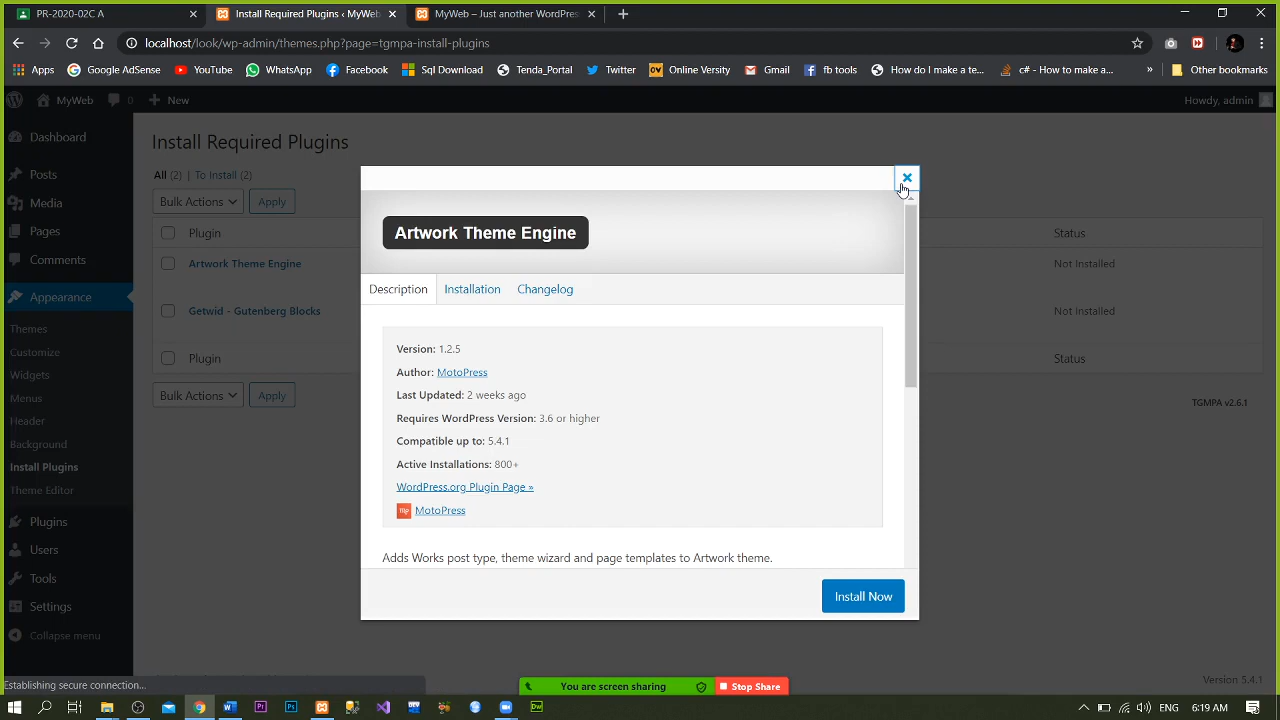 PR-2020-02C A
Install Required Plugins ‹ MyWeb
MyWeb – Just another WordPres
localhost/look/wp-admin/themes.php?page=tgmpa-install-plugins
Apps Google AdSense YouTube WhatsApp Facebook Sql Download Tenda_Portal Twitter Online Versity Gmail fb tools How do I make a te... c# - How to make a... » Other bookmarks
MyWeb 0 New Howdy, admin
Dashboard
Posts
Media
Pages
Comments
Appearance
Themes
Customize
Widgets
Menus
Header
Background
Install Plugins
Theme Editor
Plugins
Users
Tools
Settings
Collapse menu
Install Required Plugins
All (2) | To Install (2)
Bulk Actions Apply
Plugin Status
Artwork Theme Engine Not Installed
Getwid - Gutenberg Blocks Not Installed
Plugin Status
Bulk Actions Apply
TGMPA v2.6.1
Artwork Theme Engine
Description Installation Changelog
Version: 1.2.5
Author: MotoPress
Last Updated: 2 weeks ago
Requires WordPress Version: 3.6 or higher
Compatible up to: 5.4.1
Active Installations: 800+
WordPress.org Plugin Page »
MotoPress
Adds Works post type, theme wizard and page templates to Artwork theme.
Install Now
Establishing secure connection...
Version 5.4.1
You are screen sharing Stop Share
ENG 6:19 AM